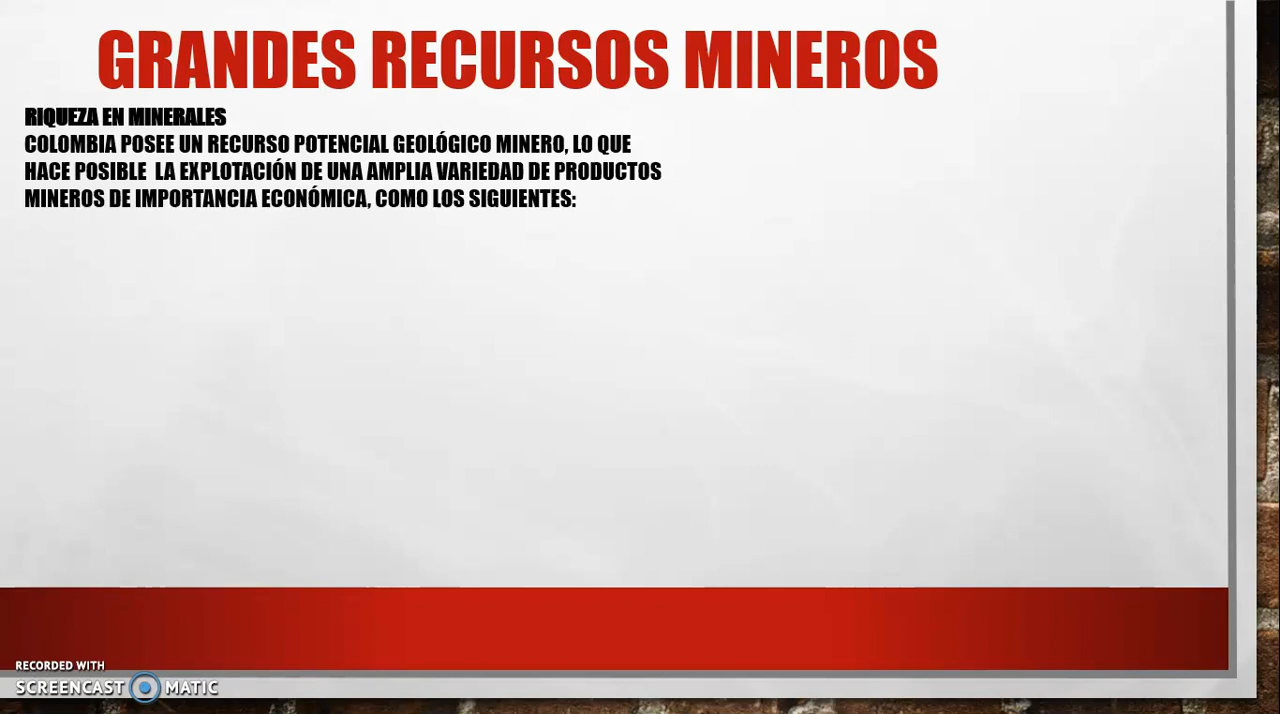 GRANDES RECURSOS MINEROS
RIQUEZA EN MINERALES
COLOMBIA POSEE UN RECURSO POTENCIAL GEOLÓGICO MINERO, LO QUE
HACE POSIBLE LA EXPLOTACIÓN DE UNA AMPLIA VARIEDAD DE PRODUCTOS
MINEROS DE IMPORTANCIA ECONÓMICA, COMO LOS SIGUIENTES:
RECORDED WITH
SCREENCAST MATIC